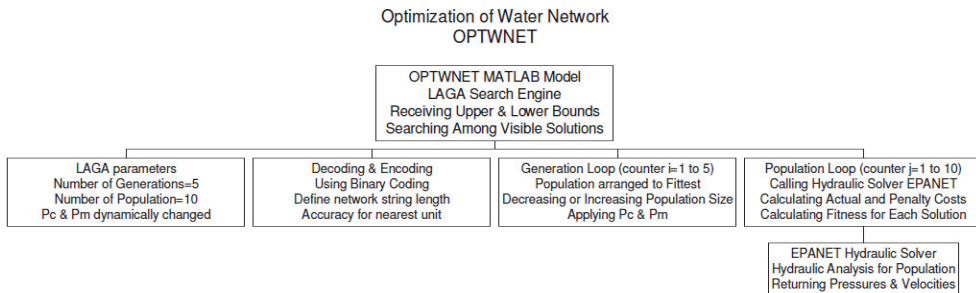 Optimization of Water Network
OPTWNET
OPTWNET MATLAB Model
LAGA Search Engine
Receiving Upper & Lower Bounds
Searching Among Visible Solutions
LAGA parameters
Number of Generations=5
Number of Population=10
Pc & Pm dynamically changed
Decoding & Encoding
Using Binary Coding
Define network string length
Accuracy for nearest unit
Generation Loop (counter i=1 to 5)
Population arranged to Fittest
Decreasing or Increasing Population Size
Applying Pc & Pm
Population Loop (counter j=1 to 10)
Calling Hydraulic Solver EPANET
Calculating Actual and Penalty Costs
Calculating Fitness for Each Solution
EPANET Hydraulic Solver
Hydraulic Analysis for Population
Returning Pressures & Velocities